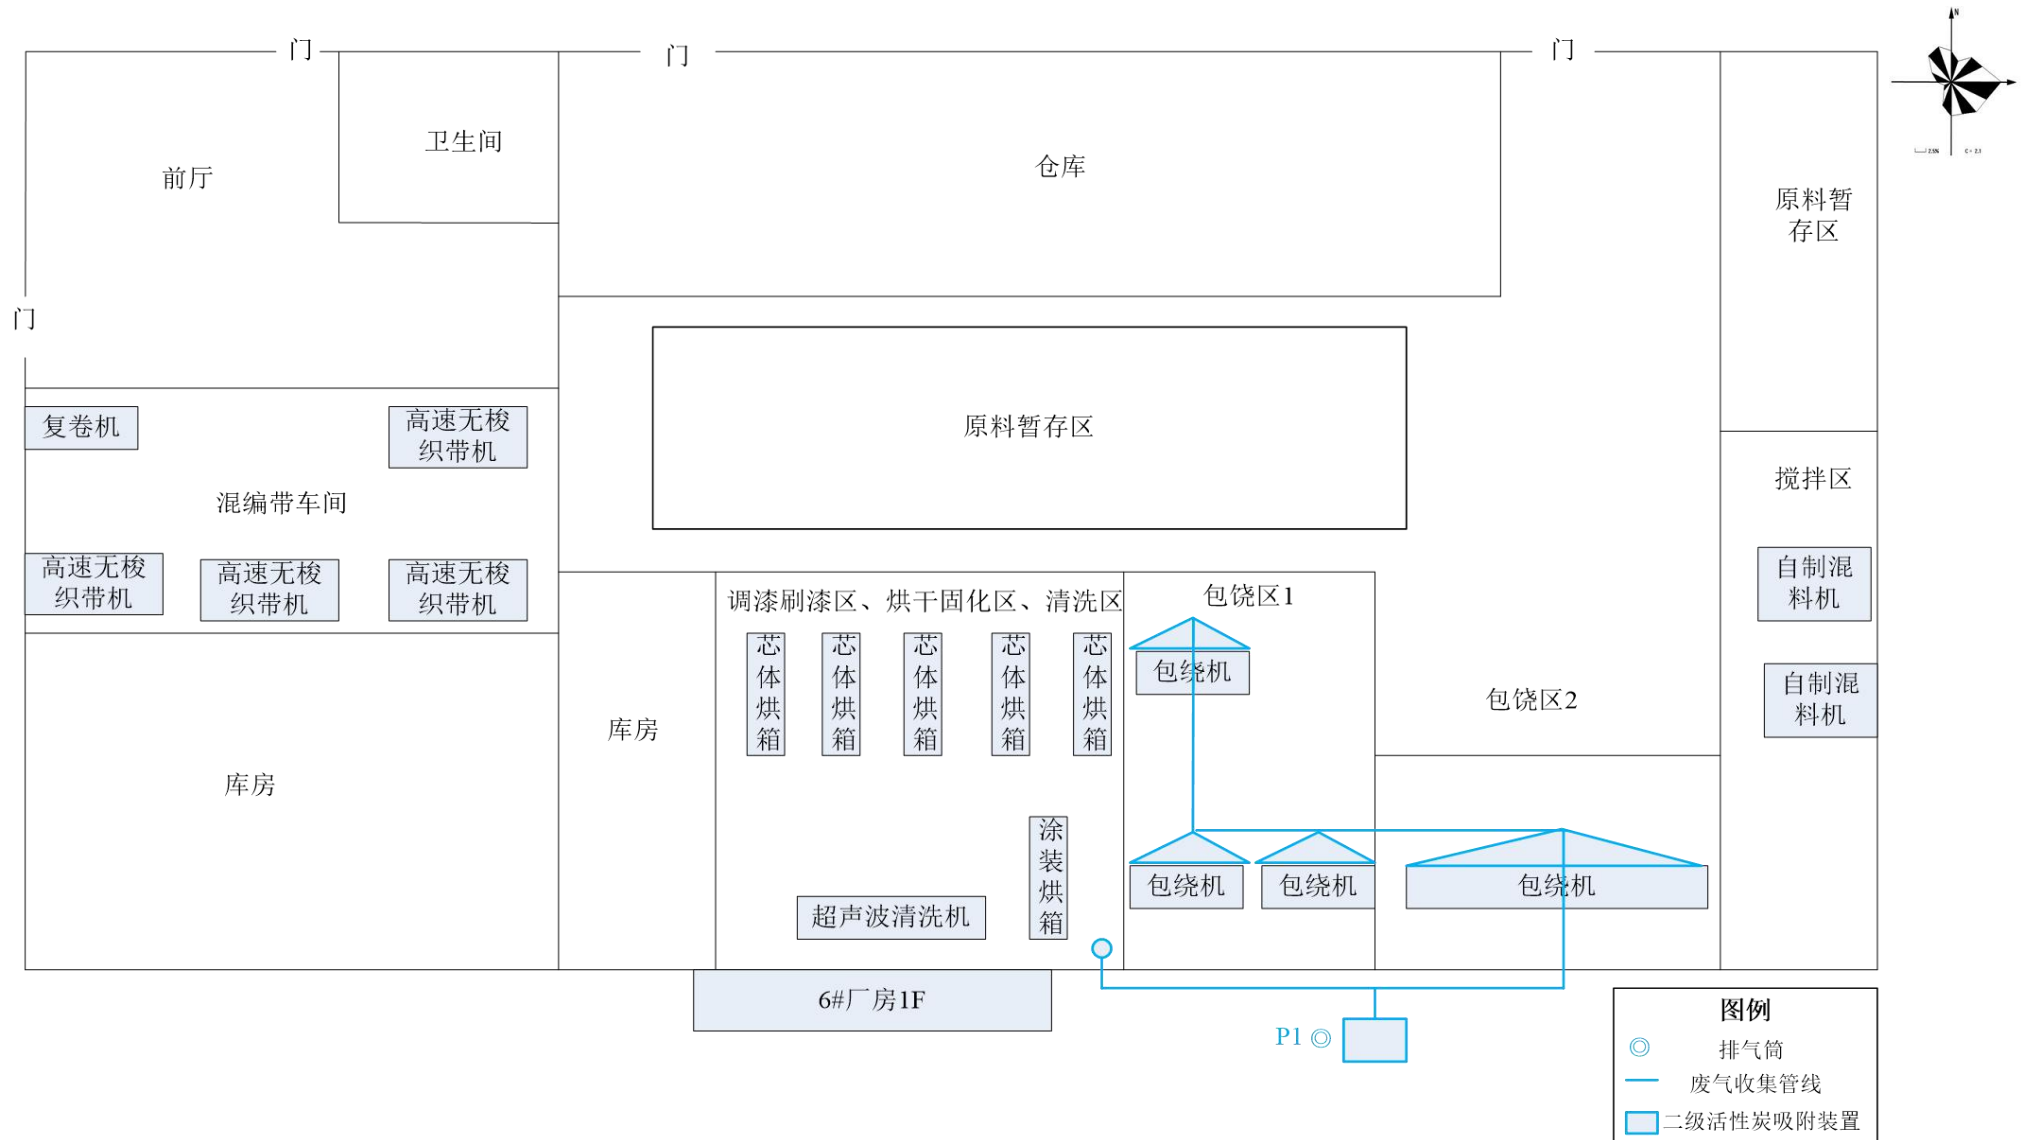 门
门
门
N
卫生间
前厅
仓库
原料暂
存区
门
复卷机
高速无梭
织带机
原料暂存区
搅拌区
混编带车间
高速无梭
织带机
高速无梭
织带机
高速无梭
织带机
自制混
料机
调漆刷漆区、烘干固化区、清洗区
包饶区1
芯体烘箱
芯体烘箱
芯体烘箱
芯体烘箱
芯体烘箱
包绕机
包饶区2
自制混
料机
库房
库房
涂装烘箱
包绕机
包绕机
包绕机
超声波清洗机
6#厂房1F
P1
图例
排气筒
废气收集管线
二级活性炭吸附装置